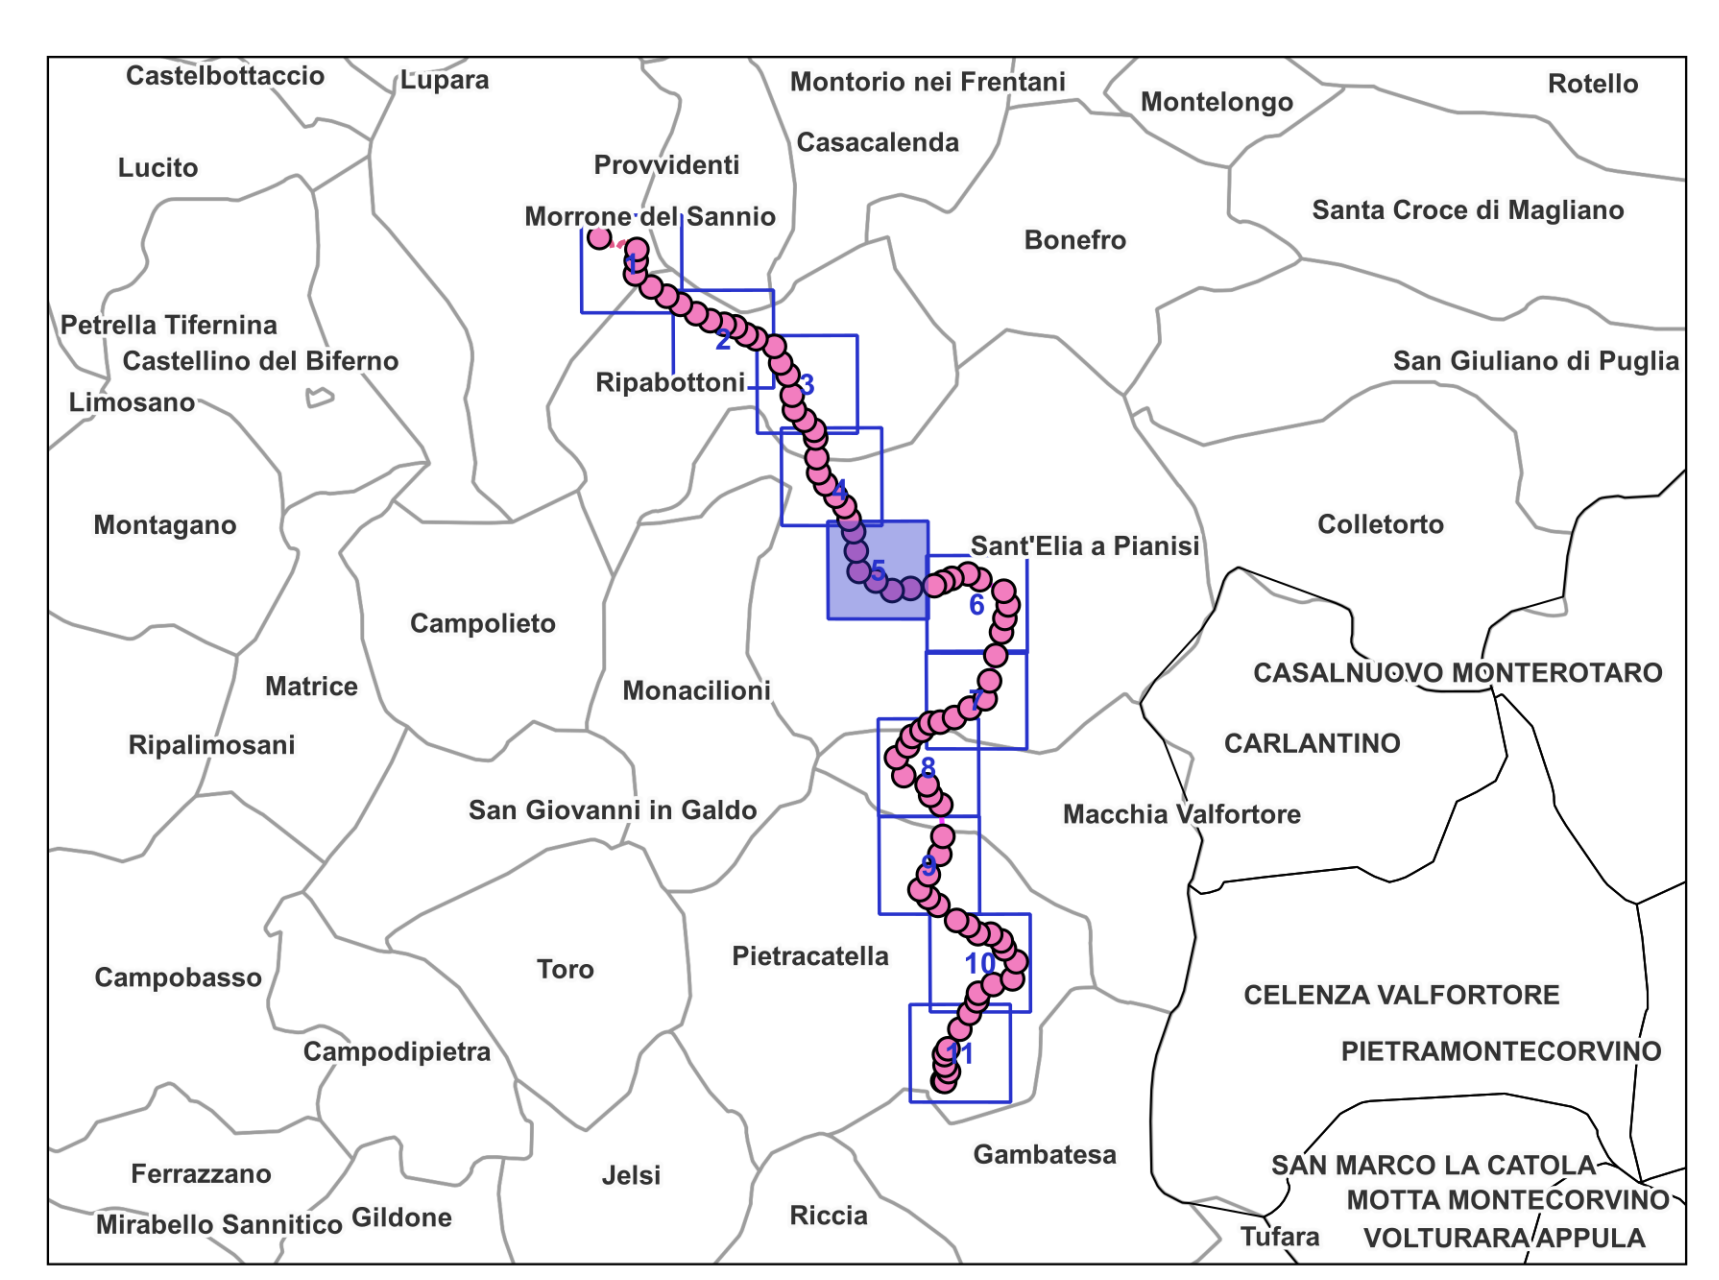 Castelbottaccio
Lupara
Montorio nei Frentani
Rotello
Montelongo
Casacalenda
Lucito
Provvidenti
Morrone del Sannio
Santa Croce di Magliano
Bonefro
1
Petrella Tifernina
2
Castellino del Biferno
San Giuliano di Puglia
Ripabottoni
3
Limosano
4
Montagano
Colletorto
Sant'Elia a Pianisi
5
6
Campolieto
CASALNUOVO MONTEROTARO
Matrice
Monacilioni
7
Ripalimosani
CARLANTINO
8
San Giovanni in Galdo
Macchia Valfortore
9
Pietracatella
10
Toro
Campobasso
CELENZA VALFORTORE
Campodipietra
11
PIETRAMONTECORVINO
Gambatesa
SAN MARCO LA CATOLA
Ferrazzano
Jelsi
MOTTA MONTECORVINO
Riccia
Gildone
Mirabello Sannitico
Tufara
VOLTURARA APPULA